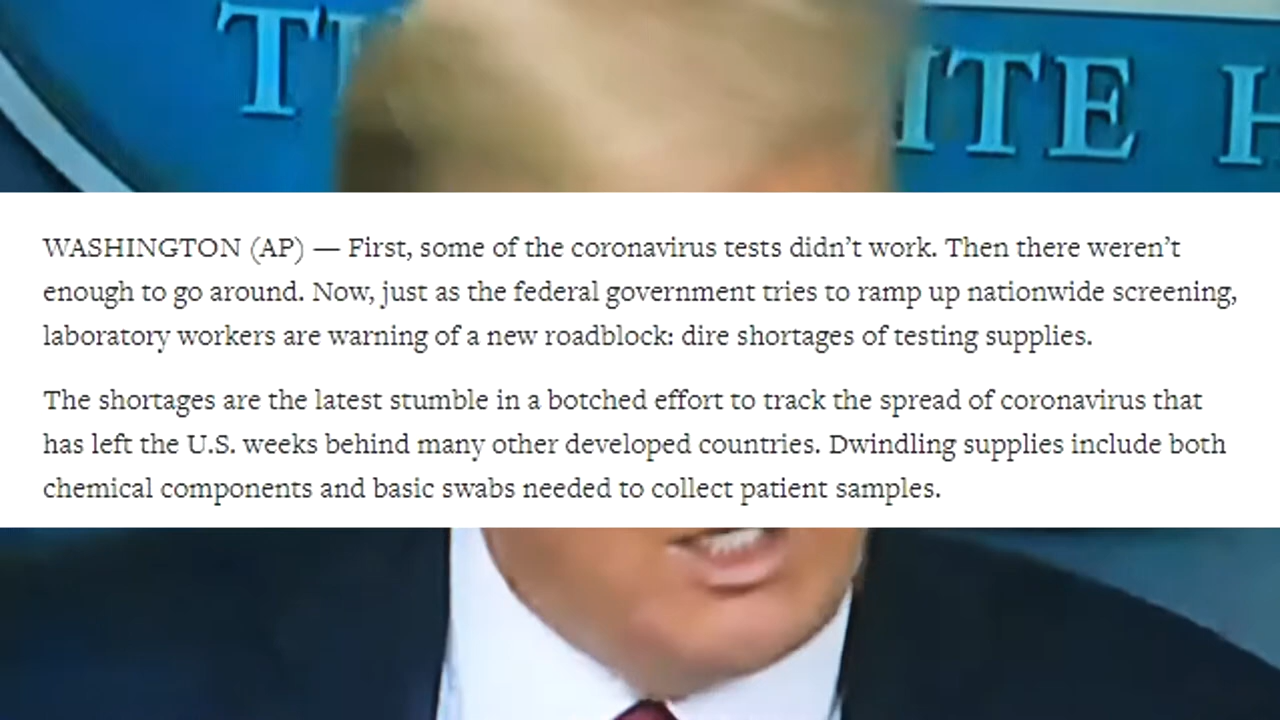 T ITE H
WASHINGTON (AP) — First, some of the coronavirus tests didn’t work. Then there weren’t
enough to go around. Now, just as the federal government tries to ramp up nationwide screening,
laboratory workers are warning of a new roadblock: dire shortages of testing supplies.
The shortages are the latest stumble in a botched effort to track the spread of coronavirus that
has left the U.S. weeks behind many other developed countries. Dwindling supplies include both
chemical components and basic swabs needed to collect patient samples.